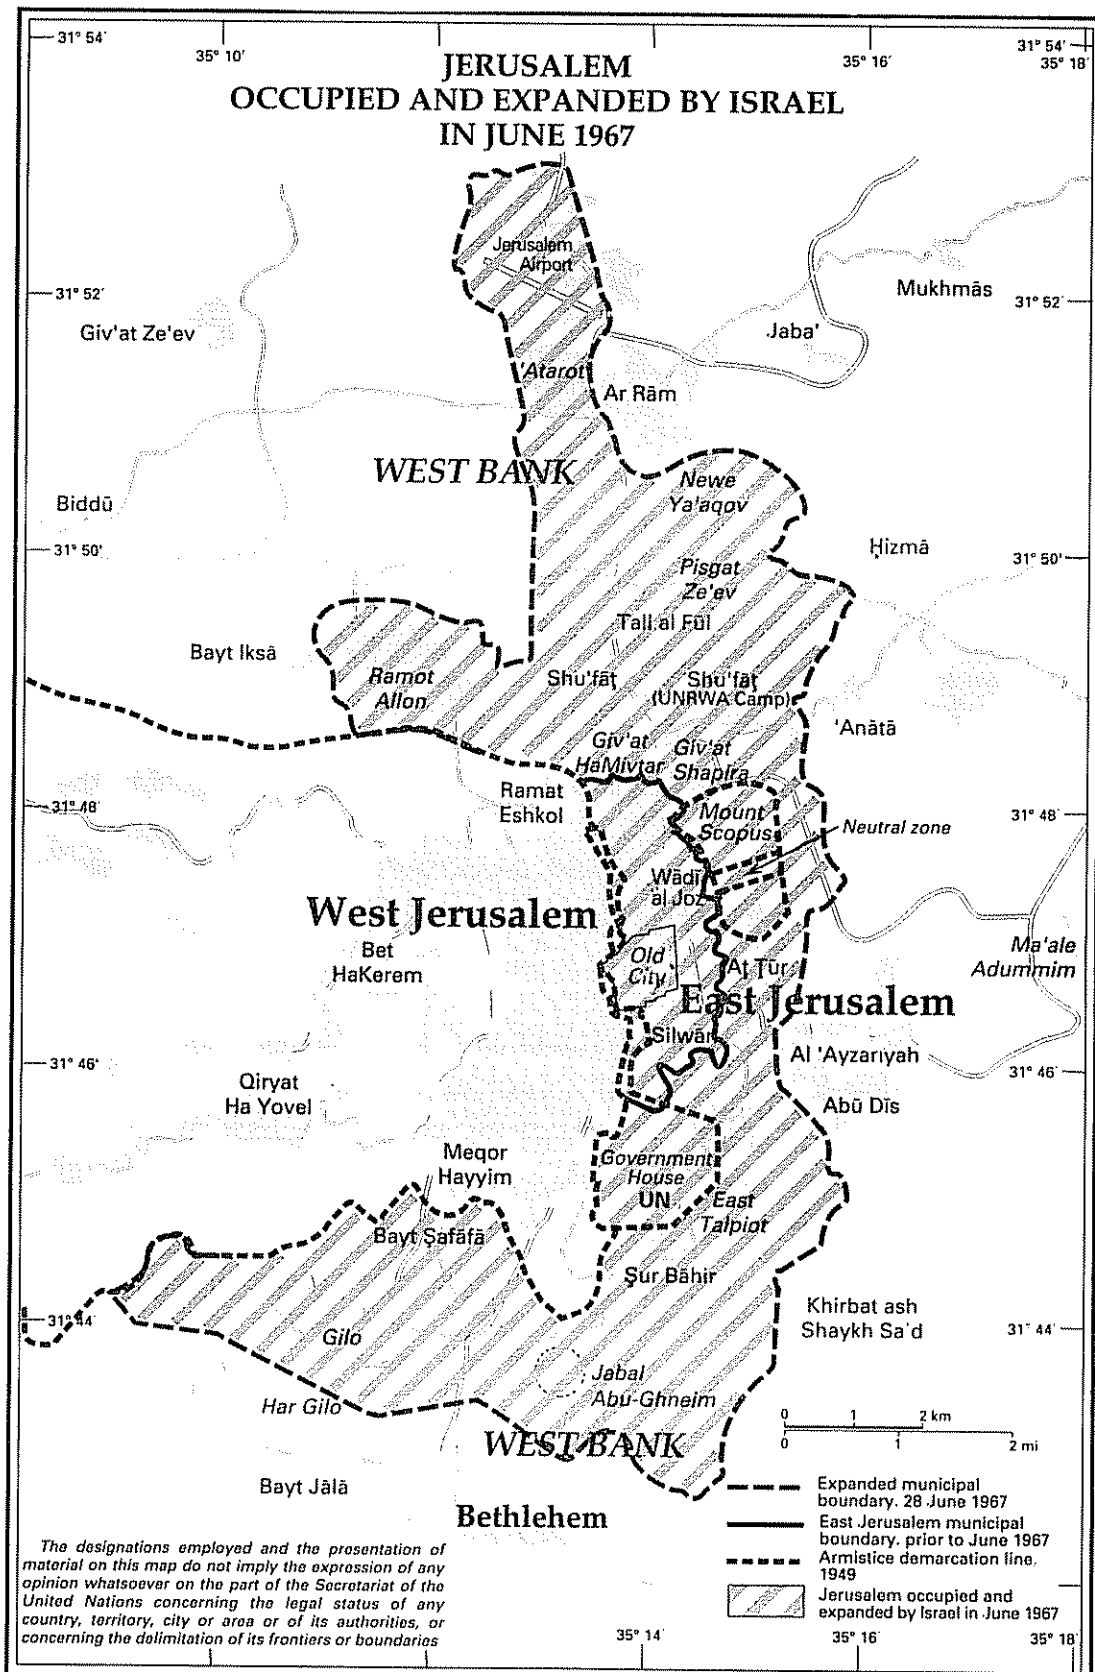 31° 54'
35° 10'
35° 16'
31° 54'
35° 18'
JERUSALEM
OCCUPIED AND EXPANDED BY ISRAEL
IN JUNE 1967
Jerusalem
Airport
31° 52'
Giv'at Ze'ev
Mukhmās
31° 52'
Jaba'
'Atarot
Ar Rām
WEST BANK
Newe
Ya'aqov
Biddū
31° 50'
Ḥizmā
31° 50'
Pisgat
Ze'ev
Tall al Fūl
Bayt Iksā
Ramot
Allon
Shu'fāţ
Shu'fāţ
(UNRWA Camp)
'Anātā
Giv'at
HaMivtar
Giv'at
Shapira
Ramat
Eshkol
31° 48'
Mount
Scopus
31° 48'
Neutral zone
Wādī
al Joz
West Jerusalem
Bet
HaKerem
Old
City
Aţ Ţūr
Ma'ale
Adummim
East Jerusalem
Silwān
31° 46'
Al 'Ayzarīyah
31° 46'
Qiryat
Ha Yovel
Abū Dīs
Meqor
Hayyim
Government
House
UN
East
Talpiot
Bayt Şafāfā
Şur Bāhir
Khirbat ash
Shaykh Sa'd
31° 44'
31° 44'
Gilo
Jabal
Abu-Ghneim
Har Gilo
0 1 2 km
0 1 2 mi
WEST BANK
Bayt Jālā
Bethlehem
Expanded municipal
boundary. 28 June 1967
East Jerusalem municipal
boundary. prior to June 1967
Armistice demarcation line.
1949
Jerusalem occupied and
expanded by Israel in June 1967
The designations employed and the presentation of
material on this map do not imply the expression of any
opinion whatsoever on the part of the Secretariat of the
United Nations concerning the legal status of any
country, territory, city or area or of its authorities, or
concerning the delimitation of its frontiers or boundaries
35° 14'
35° 16'
35° 18'